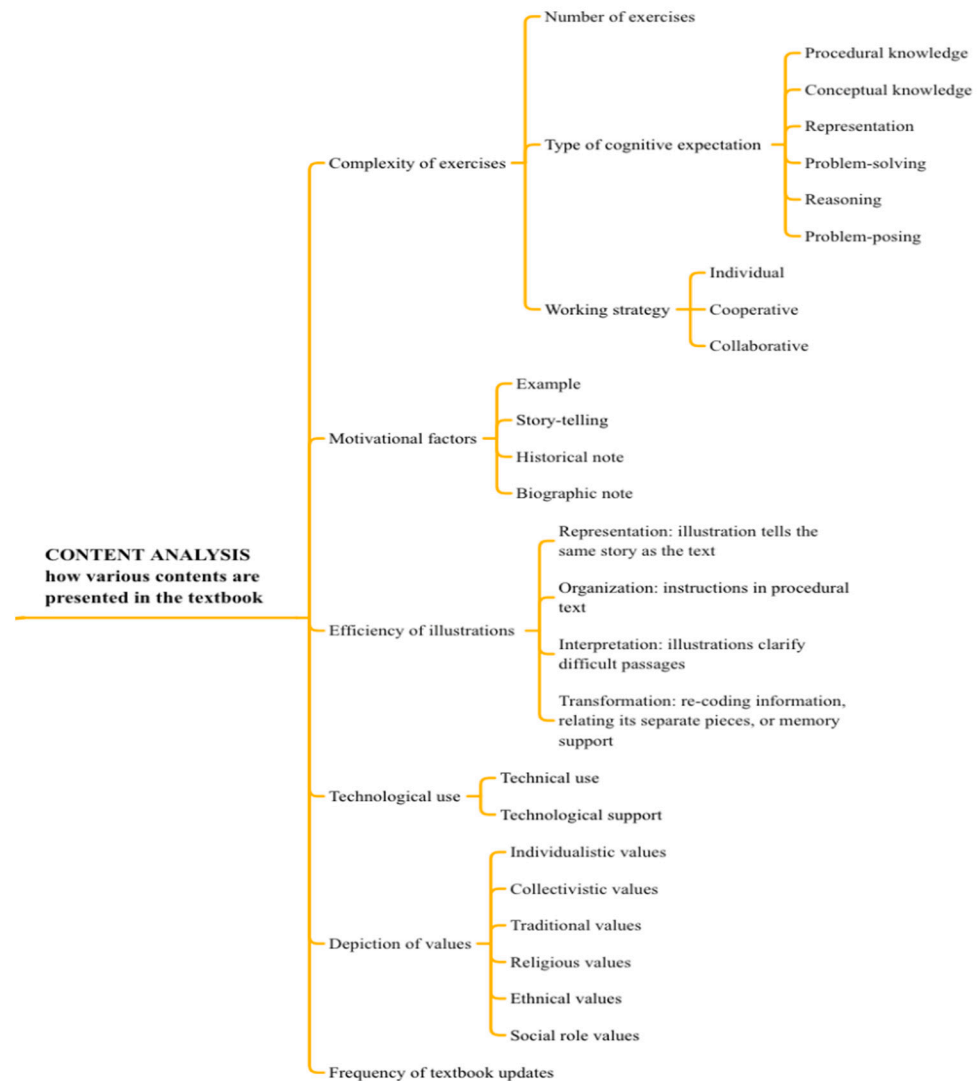 CONTENT ANALYSIS
how various contents are
presented in the textbook
Complexity of exercises
Number of exercises
Type of cognitive expectation
Procedural knowledge
Conceptual knowledge
Representation
Problem-solving
Reasoning
Problem-posing
Working strategy
Individual
Cooperative
Collaborative
Motivational factors
Example
Story-telling
Historical note
Biographic note
Efficiency of illustrations
Representation: illustration tells the
same story as the text
Organization: instructions in procedural
text
Interpretation: illustrations clarify
difficult passages
Transformation: re-coding information,
relating its separate pieces, or memory
support
Technological use
Technical use
Technological support
Depiction of values
Individualistic values
Collectivistic values
Traditional values
Religious values
Ethnical values
Social role values
Frequency of textbook updates